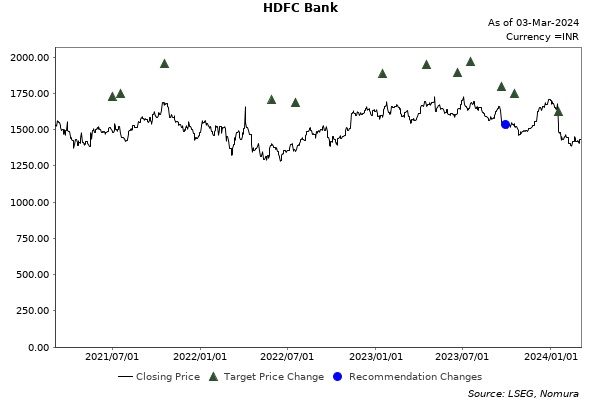 HDFC Bank
As of 03-Mar-2024
Currency =INR
2000.00
1750.00
1500.00
1250.00
1000.00
750.00
500.00
250.00
0.00
2021/07/01 2022/01/01 2022/07/01 2023/01/01 2023/07/01 2024/01/01
Closing Price Target Price Change Recommendation Changes
Source: LSEG, Nomura